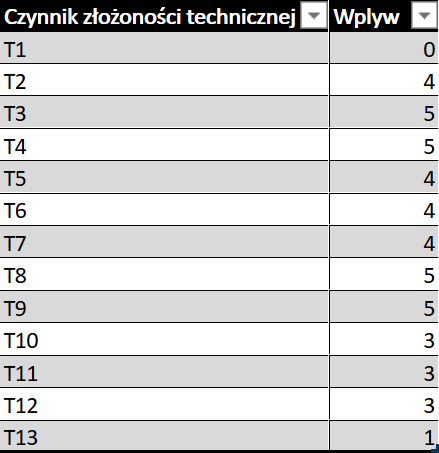 Czynnik złożoności technicznej Wplyw
T1 0
T2 4
T3 5
T4 5
T5 4
T6 4
T7 4
T8 5
T9 5
T10 3
T11 3
T12 3
T13 1